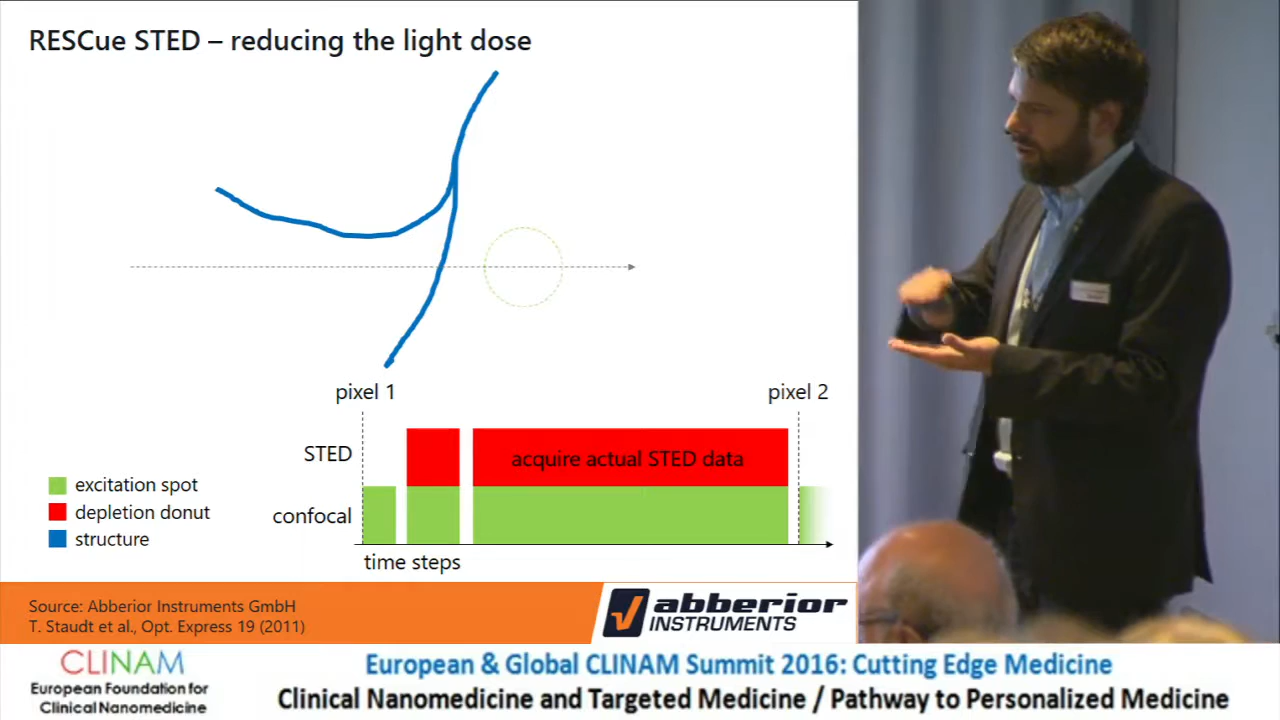 RESCue STED – reducing the light dose
pixel 1
pixel 2
STED
acquire actual STED data
confocal
time steps
excitation spot
depletion donut
structure
Source: Abberior Instruments GmbH
T. Staudt et al., Opt. Express 19 (2011)
abberior
INSTRUMENTS
CLINAM
European Foundation for
Clinical Nanomedicine
European & Global CLINAM Summit 2016: Cutting Edge Medicine
Clinical Nanomedicine and Targeted Medicine / Pathway to Personalized Medicine